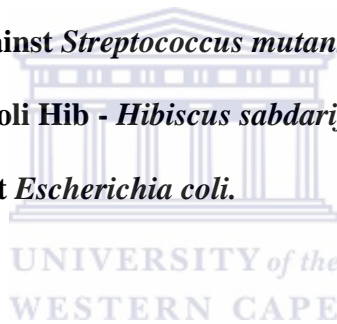 ainst Streptococcus mutan
oli Hib - Hibiscus sabdari
t Escherichia coli.
UNIVERSITY of the
WESTERN CAPE